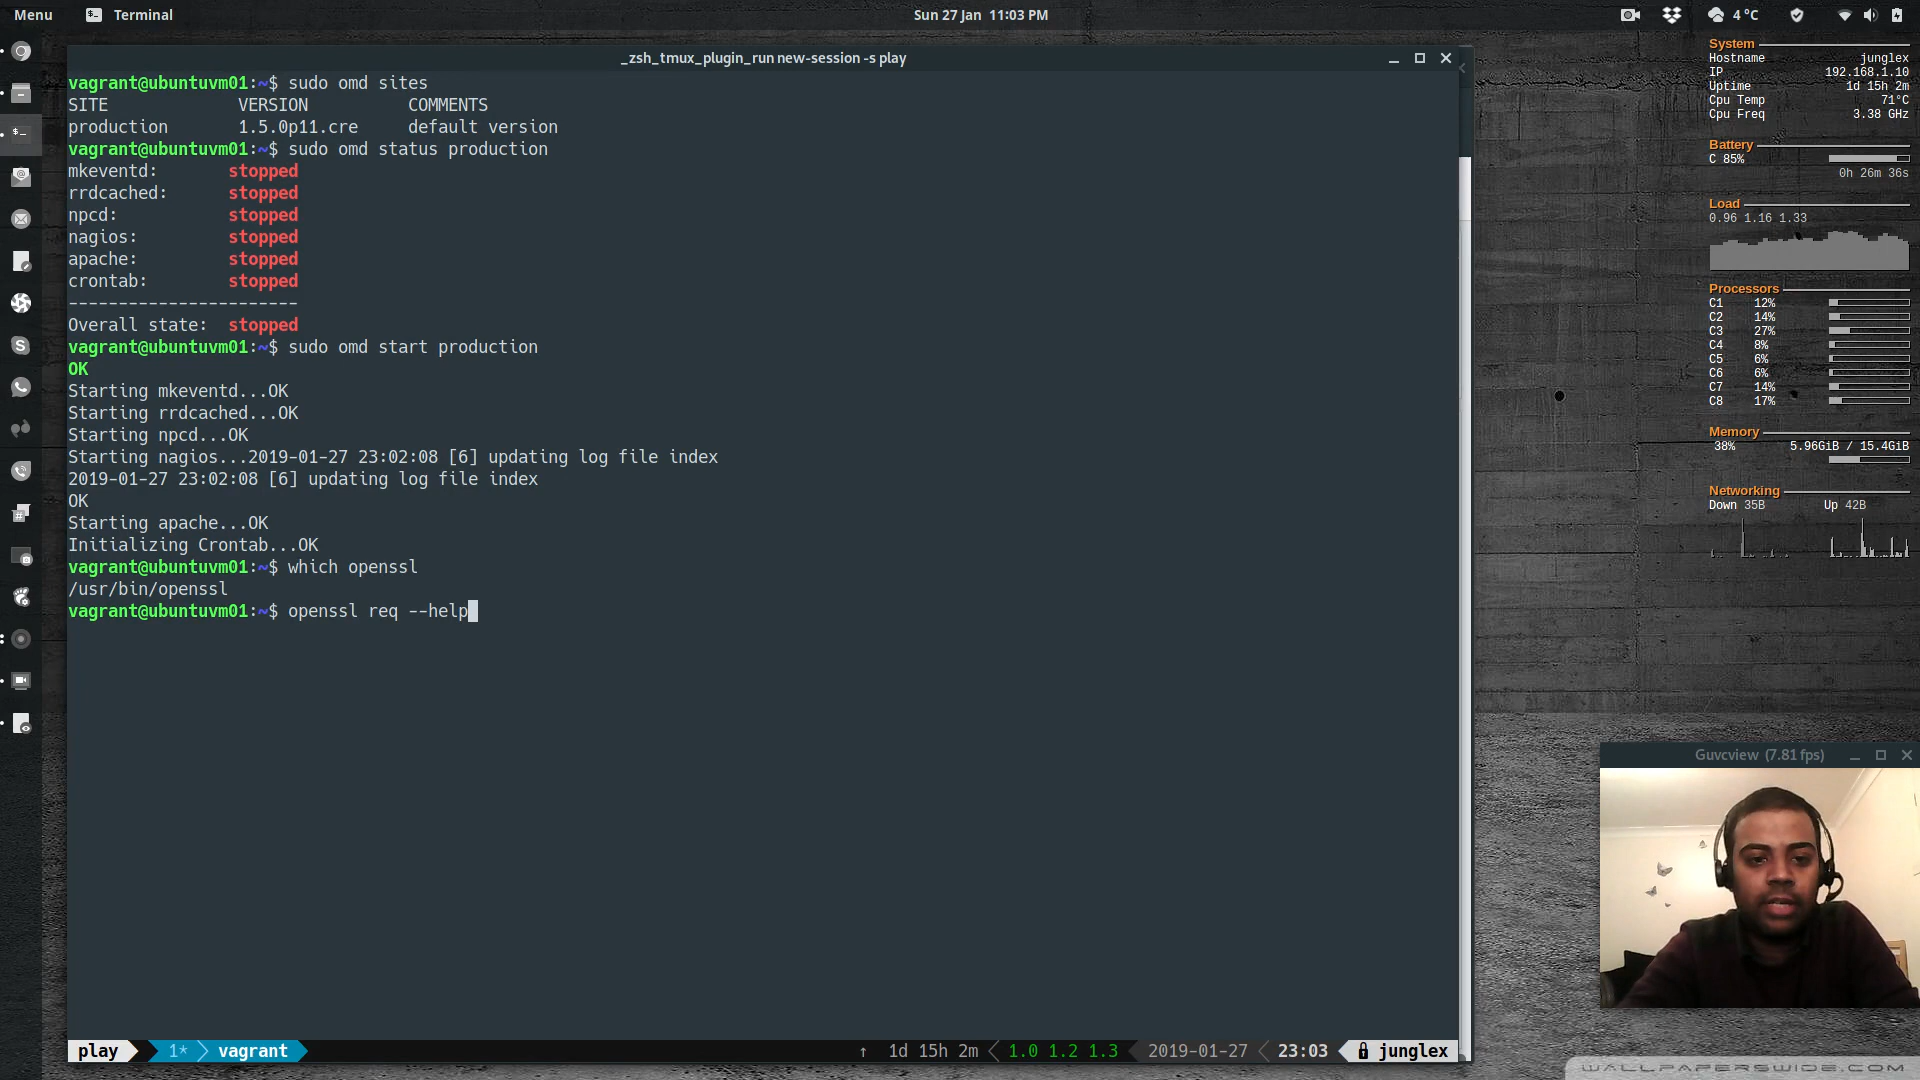 Menu Terminal Sun 27 Jan 11:03 PM 4 °C
_zsh_tmux_plugin_run new-session -s play
vagrant@ubuntuvm01:~$ sudo omd sites
SITE VERSION COMMENTS
production 1.5.0p11.cre default version
vagrant@ubuntuvm01:~$ sudo omd status production
mkeventd: stopped
rrdcached: stopped
npcd: stopped
nagios: stopped
apache: stopped
crontab: stopped
-----------------------
Overall state: stopped
vagrant@ubuntuvm01:~$ sudo omd start production
OK
Starting mkeventd...OK
Starting rrdcached...OK
Starting npcd...OK
Starting nagios...2019-01-27 23:02:08 [6] updating log file index
2019-01-27 23:02:08 [6] updating log file index
OK
Starting apache...OK
Initializing Crontab...OK
vagrant@ubuntuvm01:~$ which openssl
/usr/bin/openssl
vagrant@ubuntuvm01:~$ openssl req --help
play 1* vagrant ↑ 1d 15h 2m 1.0 1.2 1.3 2019-01-27 23:03 junglex
System
Hostname junglex
IP 192.168.1.10
Uptime 1d 15h 2m
Cpu Temp 71°C
Cpu Freq 3.38 GHz
Battery
C 85%
0h 26m 36s
Load
0.96 1.16 1.33
Processors
C1 12%
C2 14%
C3 27%
C4 8%
C5 6%
C6 6%
C7 14%
C8 17%
Memory
38% 5.96GiB / 15.4GiB
Networking
Down 35B Up 42B
Guvcview (7.81 fps)
WALLPAPERSWIDE.COM